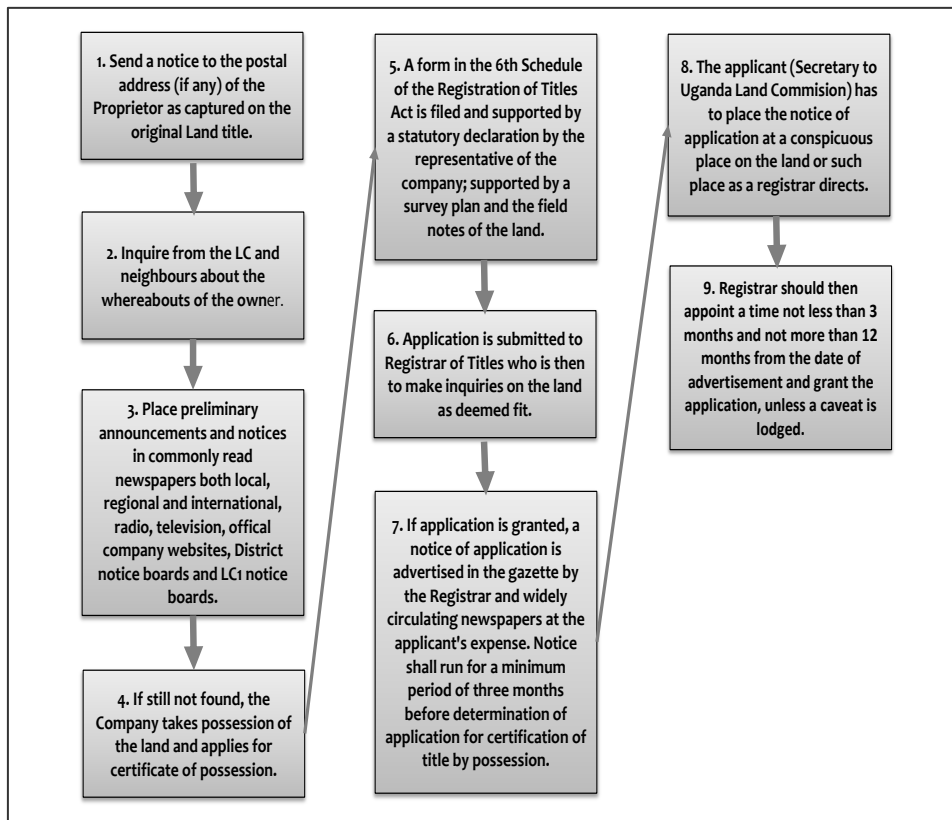 1. Send a notice to the postal
address (if any) of the
Proprietor as captured on the
original Land title.
2. Inquire from the LC and
neighbours about the
whereabouts of the owner.
3. Place preliminary
announcements and notices
in commonly read
newspapers both local,
regional and international,
radio, television, offical
company websites, District
notice boards and LC1 notice
boards.
4. If still not found, the
Company takes possession of
the land and applies for
certificate of possession.
5. A form in the 6th Schedule
of the Registration of Titles
Act is filed and supported by
a statutory declaration by the
representative of the
company; supported by a
survey plan and the field
notes of the land.
6. Application is submitted to
Registrar of Titles who is then
to make inquiries on the land
as deemed fit.
7. If application is granted, a
notice of application is
advertised in the gazette by
the Registrar and widely
circulating newspapers at the
applicant's expense. Notice
shall run for a minimum
period of three months
before determination of
application for certification of
title by possession.
8. The applicant (Secretary to
Uganda Land Commision) has
to place the notice of
application at a conspicuous
place on the land or such
place as a registrar directs.
9. Registrar should then
appoint a time not less than 3
months and not more than 12
months from the date of
advertisement and grant the
application, unless a caveat is
lodged.